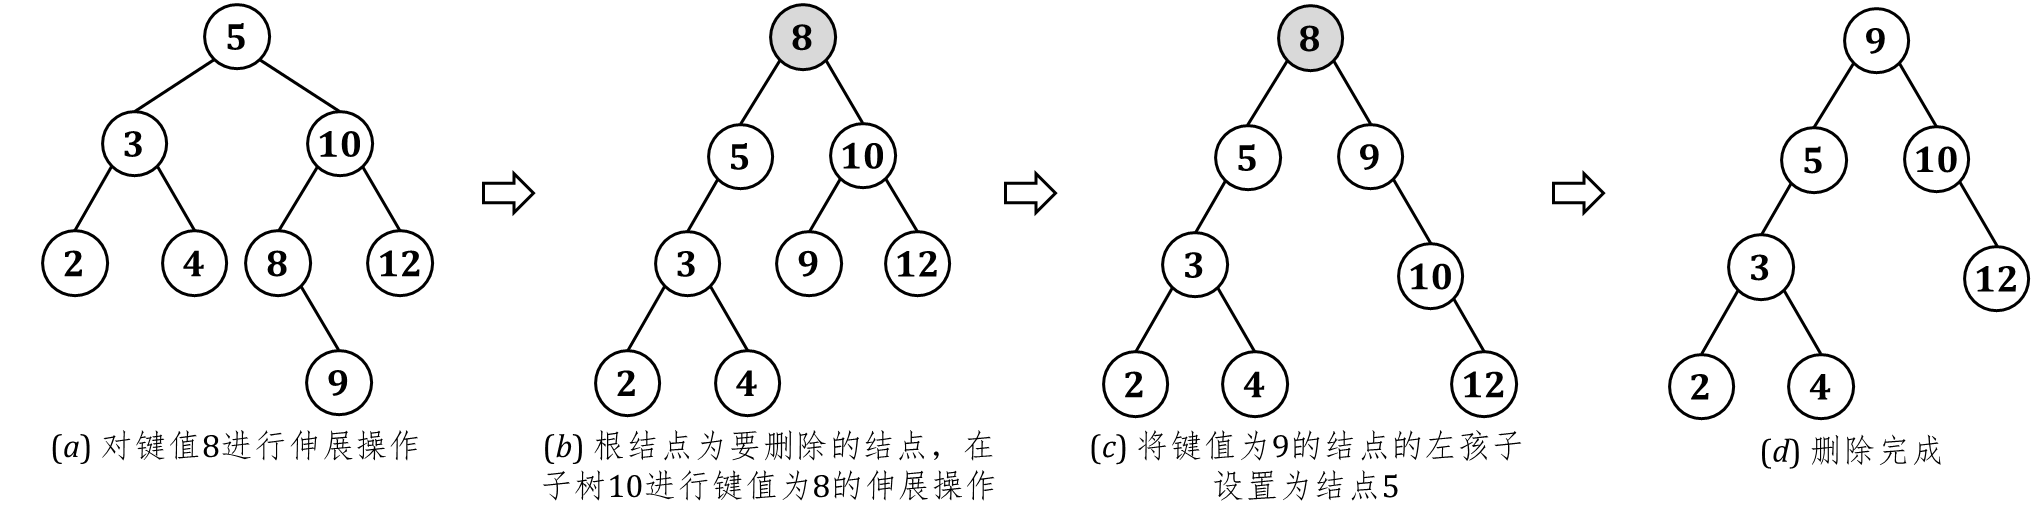 5
3 10
2 4 8 12
9
(a) 对键值8进行伸展操作
8
5 10
3 9 12
2 4
(b) 根结点为要删除的结点，在
子树10进行键值为8的伸展操作
8
5 9
3 10
2 4 12
(c) 将键值为9的结点的左孩子
设置为结点5
9
5 10
3 12
2 4
(d) 删除完成